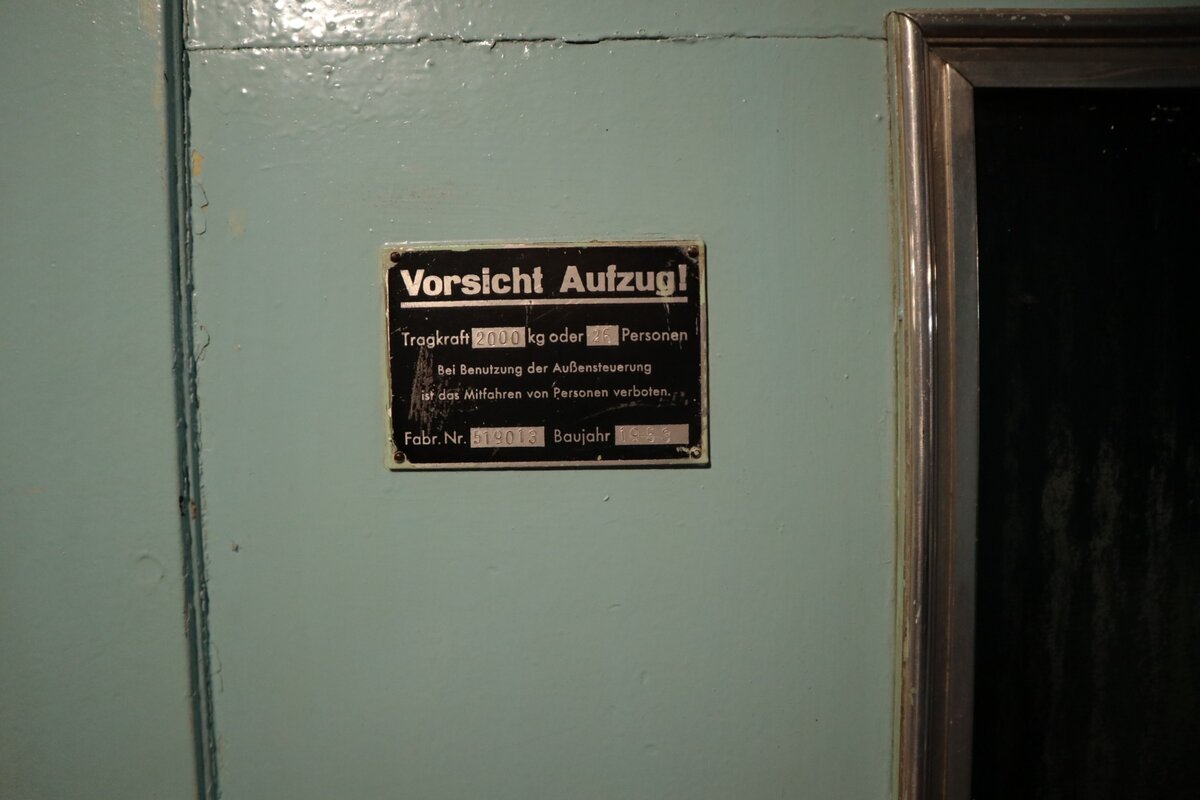 Vorsicht Aufzug!
Tragkraft 2000 kg oder 26 Personen
Bei Benutzung der Außensteuerung
ist das Mitfahren von Personen verboten.
Fabr. Nr. 519013 Baujahr